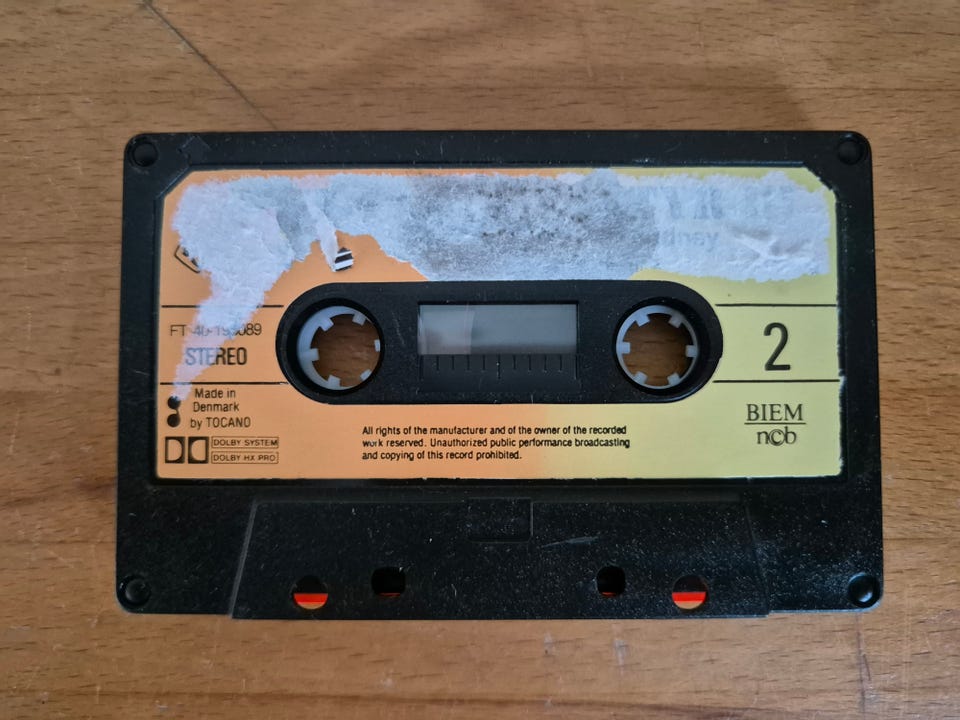 STEREO
2
Made in
Denmark
by TOCANO
DOLBY SYSTEM
DOLBY HX PRO
All rights of the manufacturer and of the owner of the recorded
work reserved. Unauthorized public performance broadcasting
and copying of this record prohibited.
BIEM
ncb